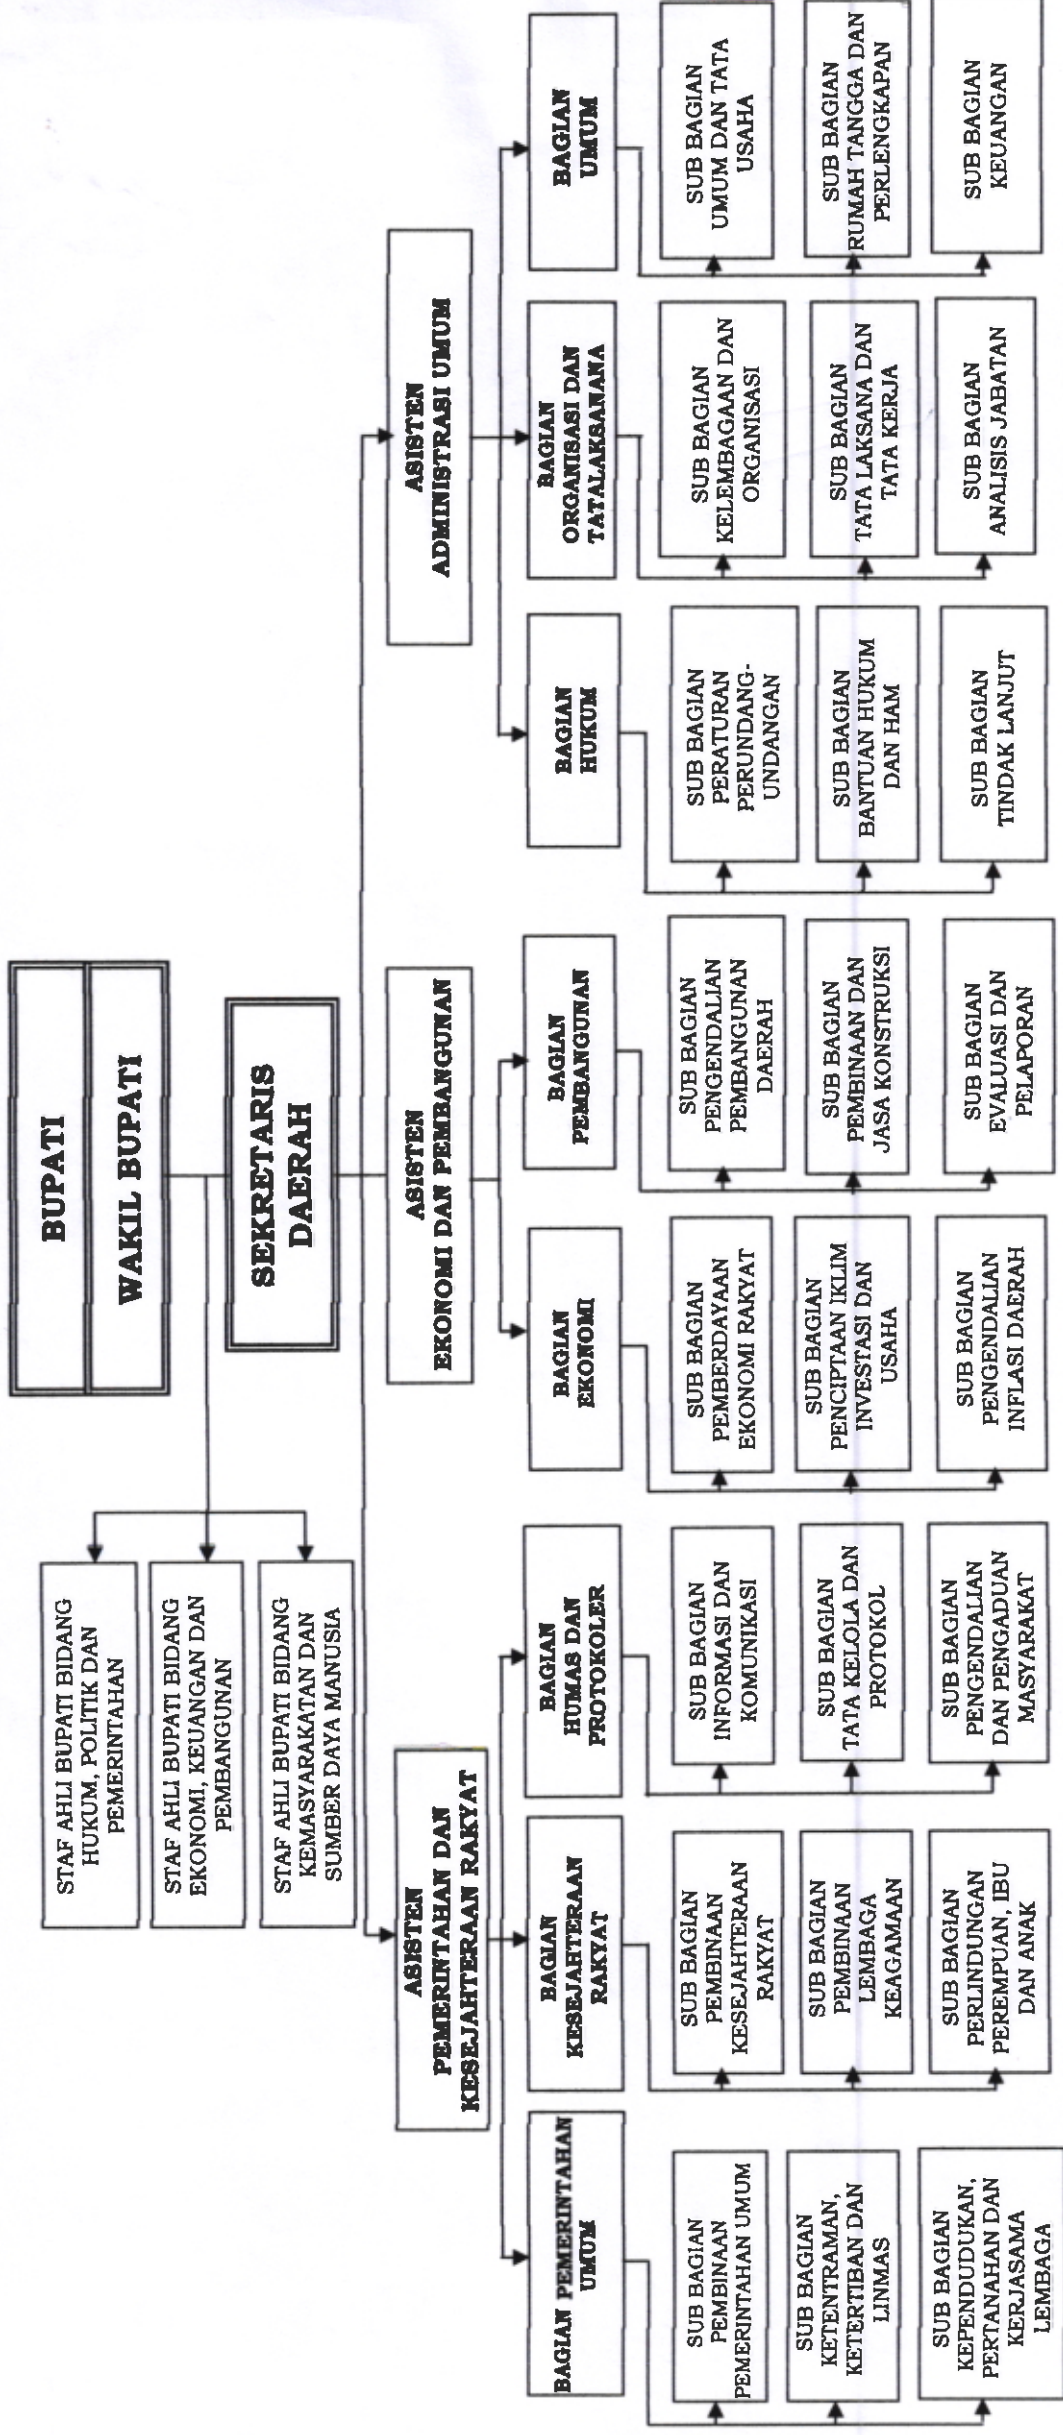 BUPATI
WAKIL BUPATI
SEKRETARIS
DAERAH
STAF AHLI BUPATI BIDANG
HUKUM, POLITIK DAN
PEMERINTAHAN
STAF AHLI BUPATI BIDANG
EKONOMI, KEUANGAN DAN
PEMBANGUNAN
STAF AHLI BUPATI BIDANG
KEMASYARAKATAN DAN
SUMBER DAYA MANUSIA
ASISTEN
PEMERINTAHAN DAN
KESEJAHTERAAN RAKYAT
ASISTEN
EKONOMI DAN PEMBANGUNAN
ASISTEN
ADMINISTRASI UMUM
BAGIAN PEMERINTAHAN
UMUM
SUB BAGIAN
PEMBINAAN
PEMERINTAHAN UMUM
SUB BAGIAN
KETENTRAMAN,
KETERTIBAN DAN
LINMAS
SUB BAGIAN
KEPENDUDUKAN,
PERTANAHAN DAN
KERJASAMA
LEMBAGA
BAGIAN
KESEJAHTERAAN
RAKYAT
SUB BAGIAN
PEMBINAAN
KESEJAHTERAAN
RAKYAT
SUB BAGIAN
PEMBINAAN
LEMBAGA
KEAGAMAAN
SUB BAGIAN
PERLINDUNGAN
PEREMPUAN, IBU
DAN ANAK
BAGIAN
HUMAS DAN
PROTOKOLER
SUB BAGIAN
INFORMASI DAN
KOMUNIKASI
SUB BAGIAN
TATA KELOLA DAN
PROTOKOL
SUB BAGIAN
PENGENDALIAN
DAN PENGADUAN
MASYARAKAT
BAGIAN
EKONOMI
SUB BAGIAN
PEMBERDAYAAN
EKONOMI RAKYAT
SUB BAGIAN
PENCIPTAAN IKLIM
INVESTASI DAN
USAHA
SUB BAGIAN
PENGENDALIAN
INFLASI DAERAH
BAGIAN
PEMBANGUNAN
SUB BAGIAN
PENGENDALIAN
PEMBANGUNAN
DAERAH
SUB BAGIAN
PEMBINAAN DAN
JASA KONSTRUKSI
SUB BAGIAN
EVALUASI DAN
PELAPORAN
BAGIAN
HUKUM
SUB BAGIAN
PERATURAN
PERUNDANG-
UNDANGAN
SUB BAGIAN
BANTUAN HUKUM
DAN HAM
SUB BAGIAN
TINDAK LANJUT
BAGIAN
ORGANISASI DAN
TATALAKSANANA
SUB BAGIAN
KELEMBAGAAN DAN
ORGANISASI
SUB BAGIAN
TATA LAKSANA DAN
TATA KERJA
SUB BAGIAN
ANALISIS JABATAN
BAGIAN
UMUM
SUB BAGIAN
UMUM DAN TATA
USAHA
SUB BAGIAN
RUMAH TANGGA DAN
PERLENGKAPAN
SUB BAGIAN
KEUANGAN